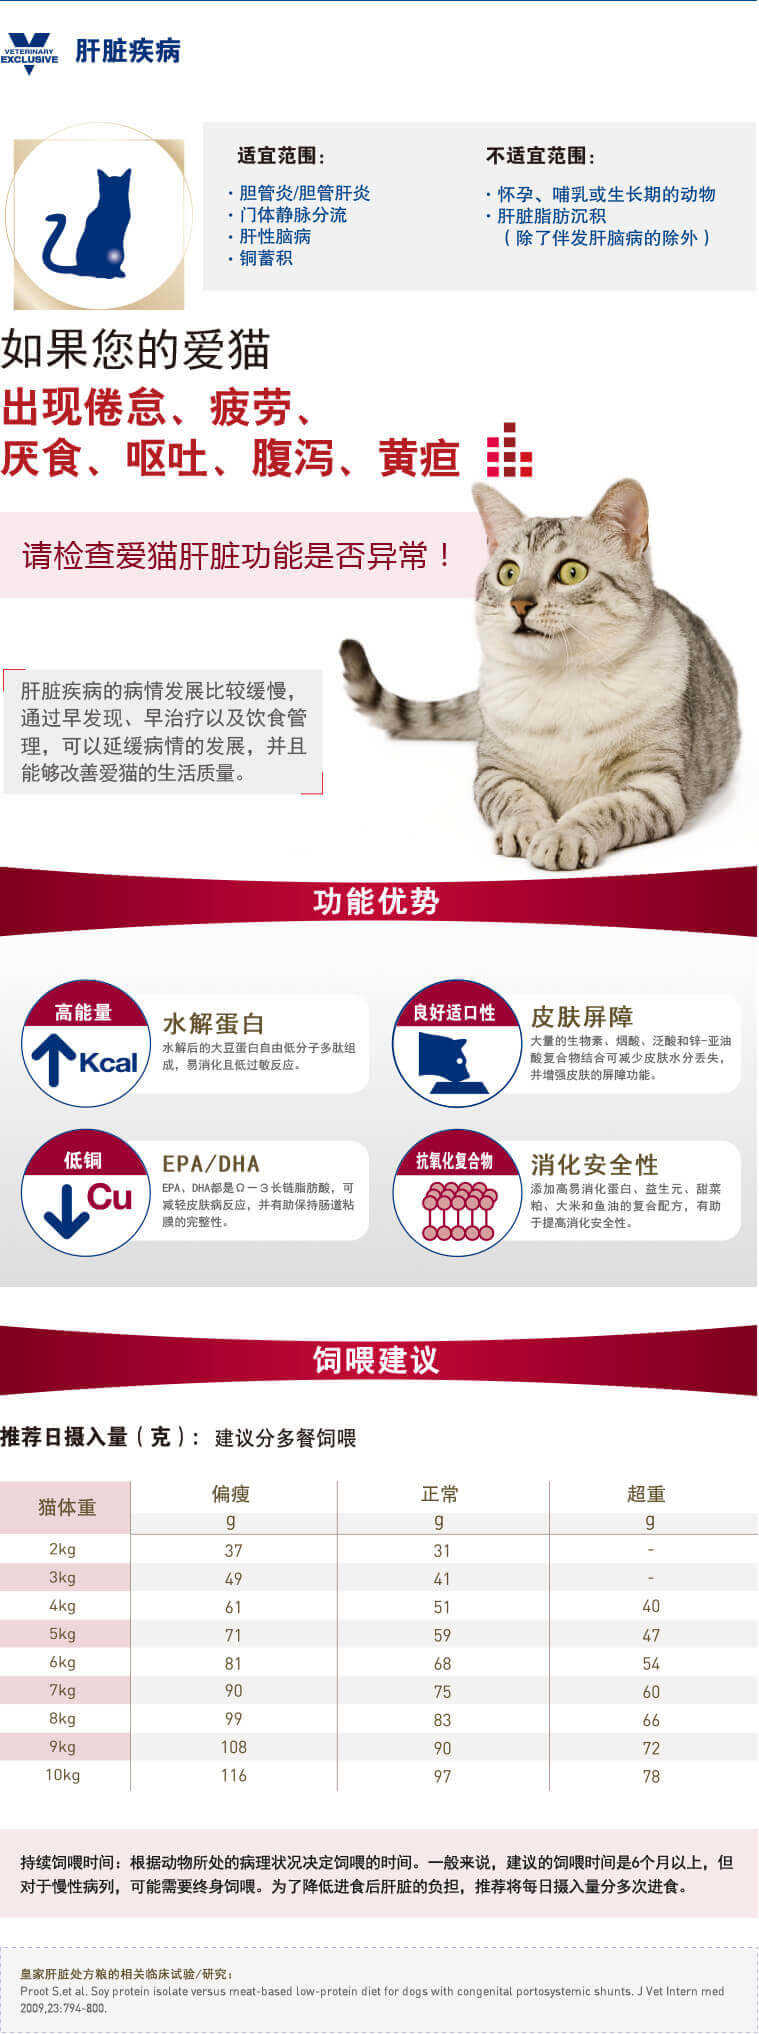 VETERINARY
EXCLUSIVE
肝脏疾病
适宜范围：
·胆管炎/胆管肝炎
·门体静脉分流
·肝性脑病
·铜蓄积
不适宜范围：
·怀孕、哺乳或生长期的动物
·肝脏脂肪沉积
（除了伴发肝脑病的除外）
如果您的爱猫
出现倦怠、疲劳、
厌食、呕吐、腹泻、黄疸
请检查爱猫肝脏功能是否异常！
肝脏疾病的病情发展比较缓慢，
通过早发现、早治疗以及饮食管
理，可以延缓病情的发展，并且
能够改善爱猫的生活质量。
功能优势
高能量
Kcal
水解蛋白
水解后的大豆蛋白自由低分子多肽组
成，易消化且低过敏反应。
良好适口性
皮肤屏障
大量的生物素、烟酸、泛酸和锌-亚油
酸复合物结合可减少皮肤水分丢失，
并增强皮肤的屏障功能。
低铜
Cu
EPA/DHA
EPA、DHA都是Ω－3长链脂肪酸，可
减轻皮肤病反应，并有助保持肠道粘
膜的完整性。
抗氧化复合物
消化安全性
添加高易消化蛋白、益生元、甜菜
粕、大米和鱼油的复合配方，有助
于提高消化安全性。
饲喂建议
推荐日摄入量（克）：建议分多餐饲喂
猫体重 偏瘦 正常 超重
g g g
2kg 37 31 -
3kg 49 41 -
4kg 61 51 40
5kg 71 59 47
6kg 81 68 54
7kg 90 75 60
8kg 99 83 66
9kg 108 90 72
10kg 116 97 78
持续饲喂时间：根据动物所处的病理状况决定饲喂的时间。一般来说，建议的饲喂时间是6个月以上，但
对于慢性病列，可能需要终身饲喂。为了降低进食后肝脏的负担，推荐将每日摄入量分多次进食。
皇家肝脏处方粮的相关临床试验/研究：
Proot S.et al. Soy protein isolate versus meat-based low-protein diet for dogs with congenital portosystemic shunts. J Vet Intern med
2009,23:794-800.